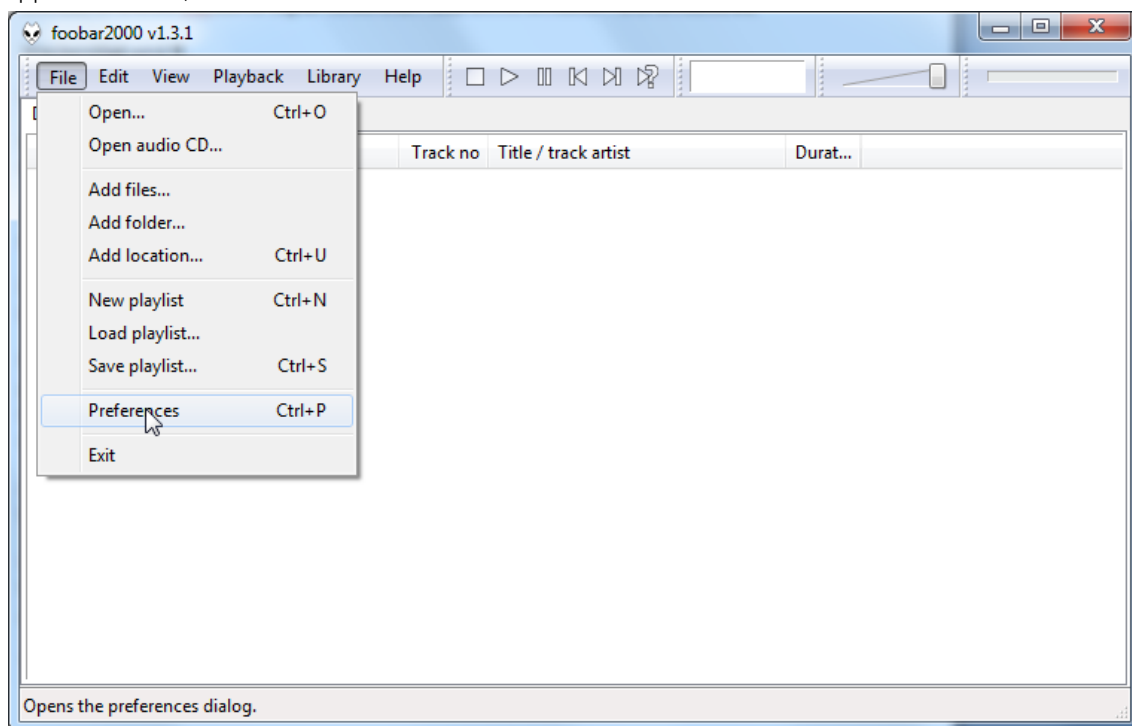 foobar2000 v1.3.1
File Edit View Playback Library Help
Open... Ctrl+O
Open audio CD...
Track no Title / track artist Durat...
Add files...
Add folder...
Add location... Ctrl+U
New playlist Ctrl+N
Load playlist...
Save playlist... Ctrl+S
Preferences Ctrl+P
Exit
Opens the preferences dialog.